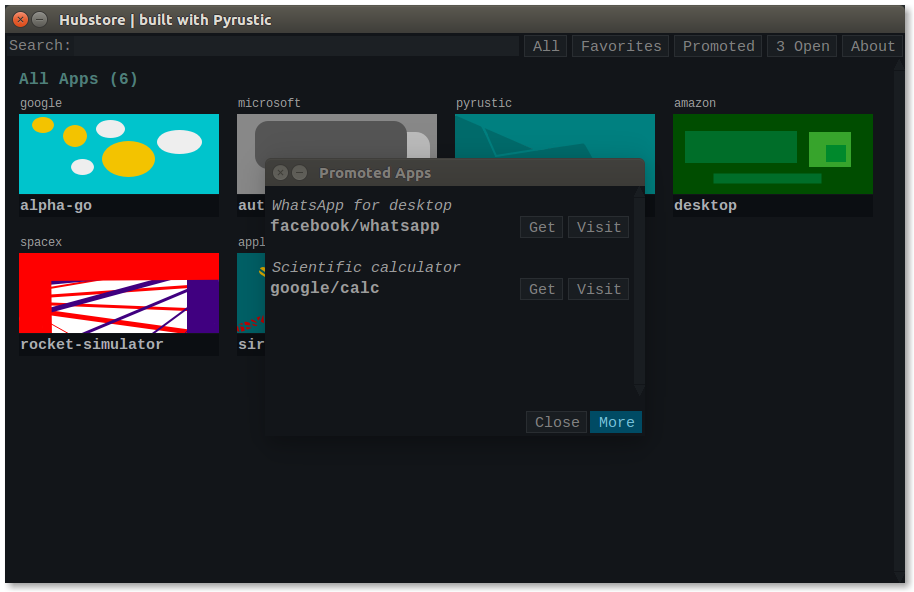 Hubstore | built with Pyrustic
Search:
All Favorites Promoted 3 Open About
All Apps (6)
google microsoft pyrustic amazon
alpha-go aut desktop
Promoted Apps
WhatsApp for desktop
facebook/whatsapp Get Visit
Scientific calculator
google/calc Get Visit
Close More
spacex appl
rocket-simulator sir